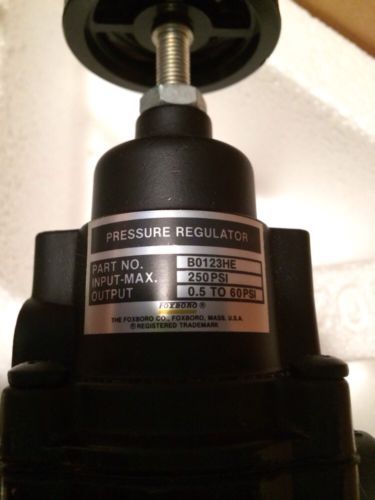 PRESSURE REGULATOR
PART NO. B0123HE
INPUT-MAX. 250 PSI
OUTPUT 0.5 TO 60 PSI
FOXBORO ®
THE FOXBORO CO., FOXBORO, MASS. U.S.A.
® REGISTERED TRADEMARK